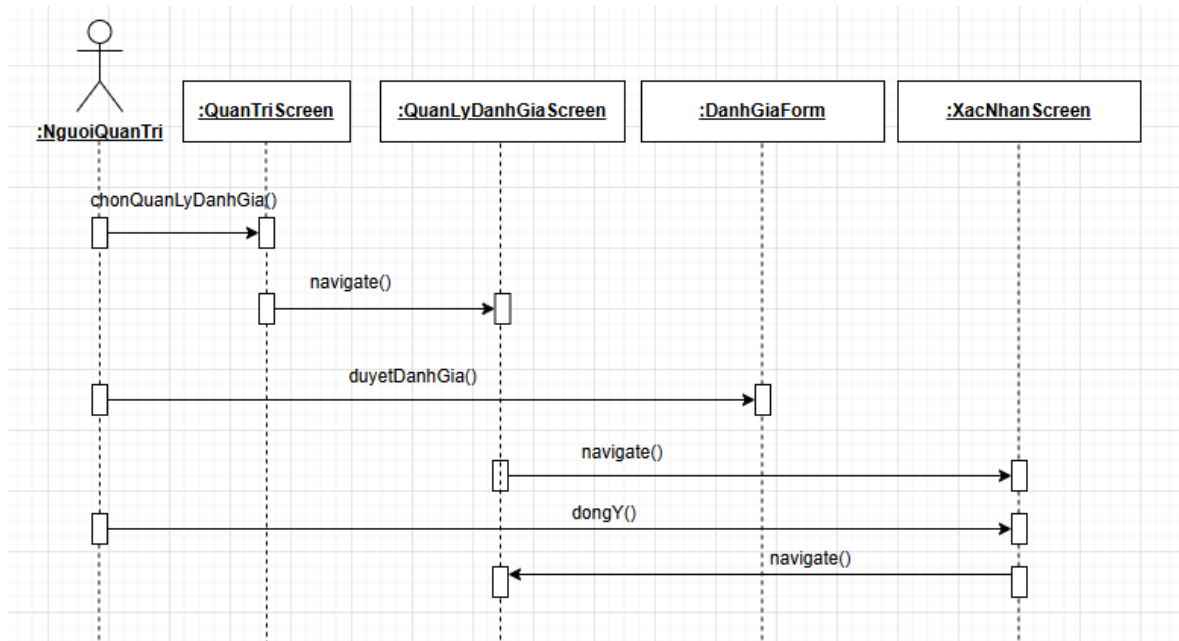 :NguoiQuanTri
:QuanTriScreen
:QuanLyDanhGiaScreen
:DanhGiaForm
:XacNhanScreen
chonQuanLyDanhGia()
navigate()
duyetDanhGia()
navigate()
dongY()
navigate()